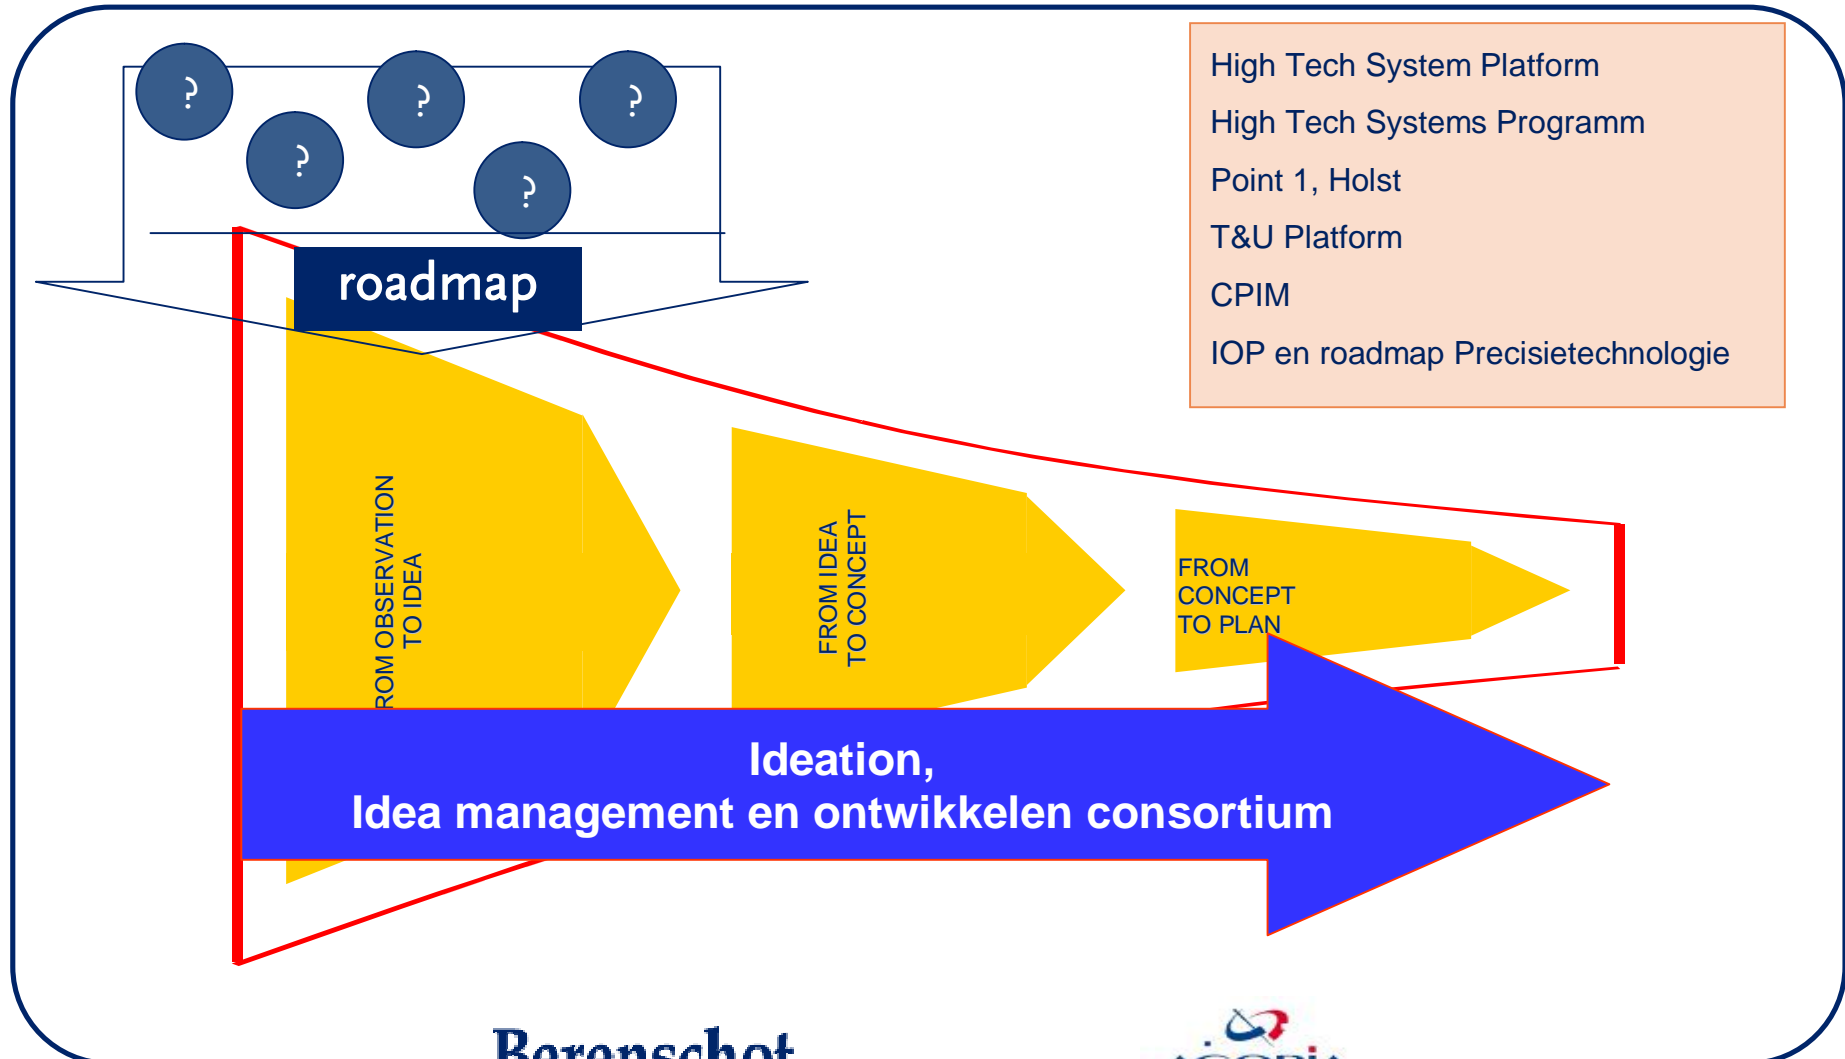 ? ? ? ? ?
roadmap
High Tech System Platform
High Tech Systems Programm
Point 1, Holst
T&U Platform
CPIM
IOP en roadmap Precisietechnologie
ROM OBSERVATION
TO IDEA
FROM IDEA
TO CONCEPT
FROM
CONCEPT
TO PLAN
Ideation,
Idea management en ontwikkelen consortium
Berenschot